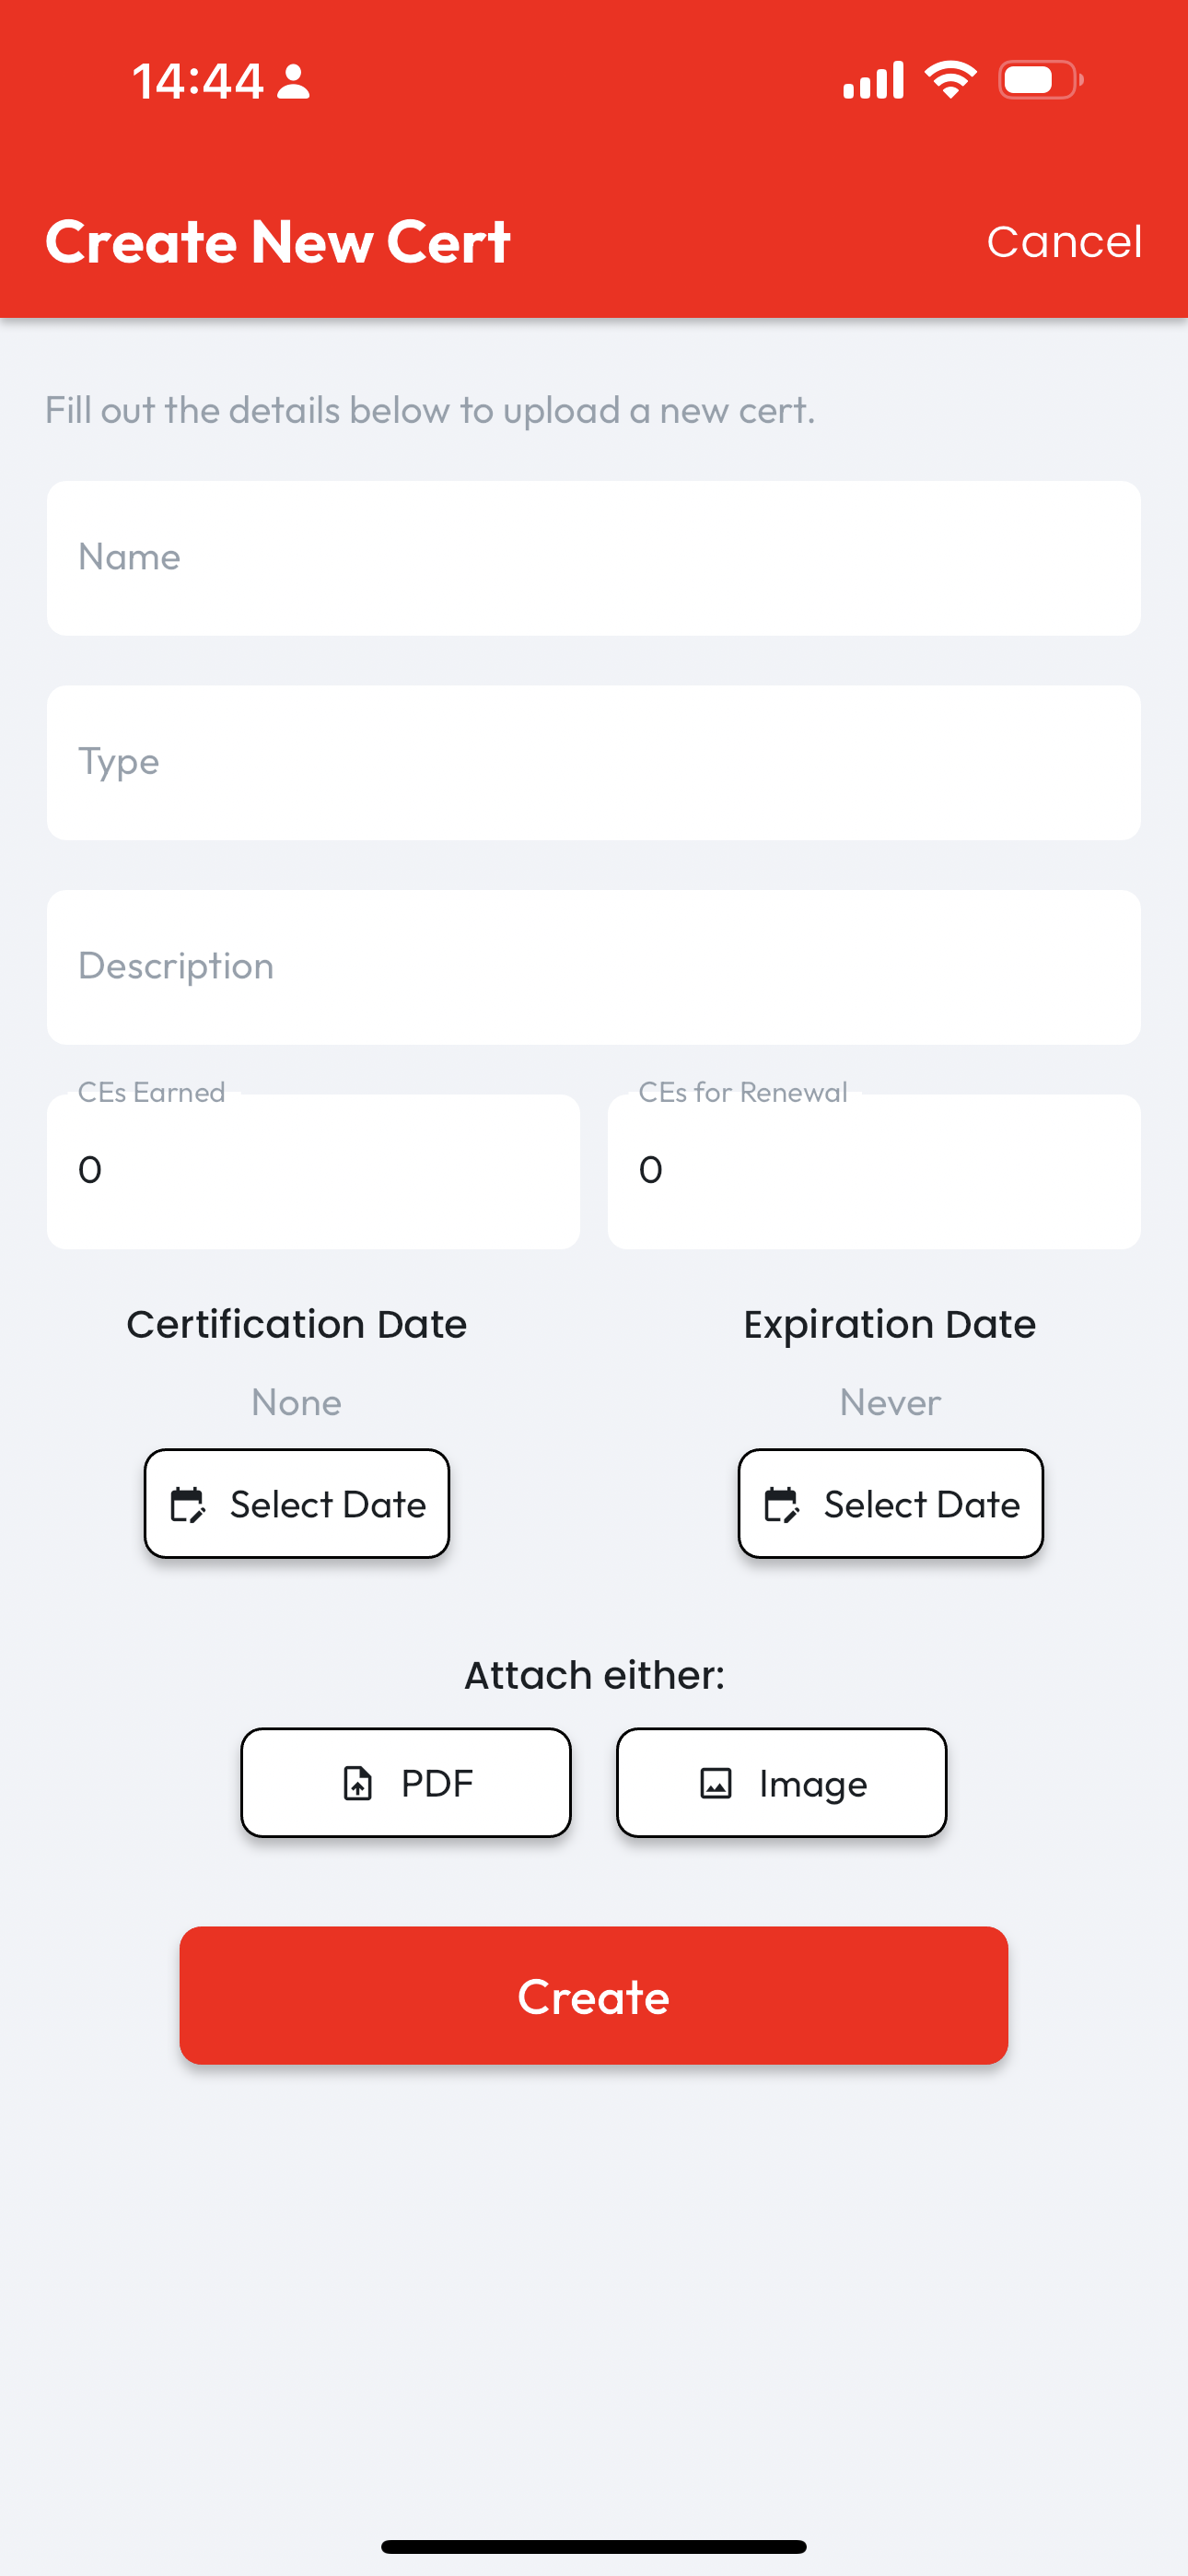 14:44
Create New Cert
Cancel
Fill out the details below to upload a new cert.
Name
Type
Description
CEs Earned
CEs for Renewal
0
0
Certification Date
Expiration Date
None
Never
Select Date
Select Date
Attach either:
PDF
Image
Create